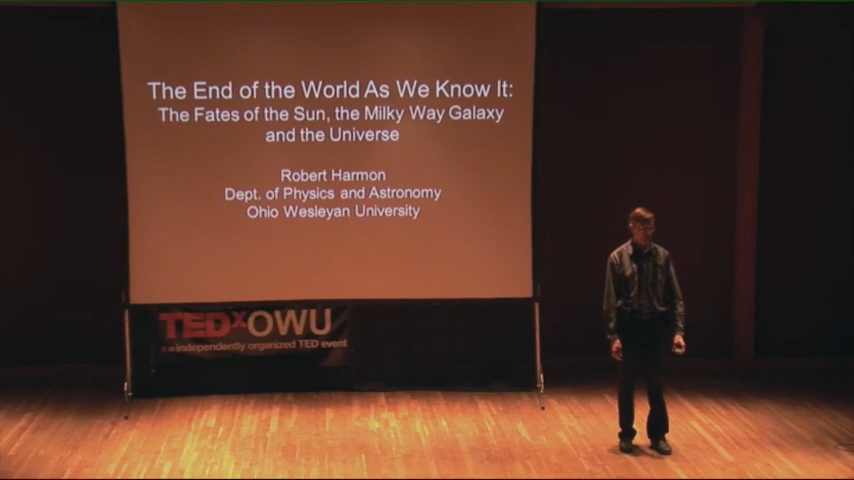 The End of the World As We Know It:
The Fates of the Sun, the Milky Way Galaxy
and the Universe
Robert Harmon
Dept. of Physics and Astronomy
Ohio Wesleyan University
TEDxOWU
x = independently organized TED event